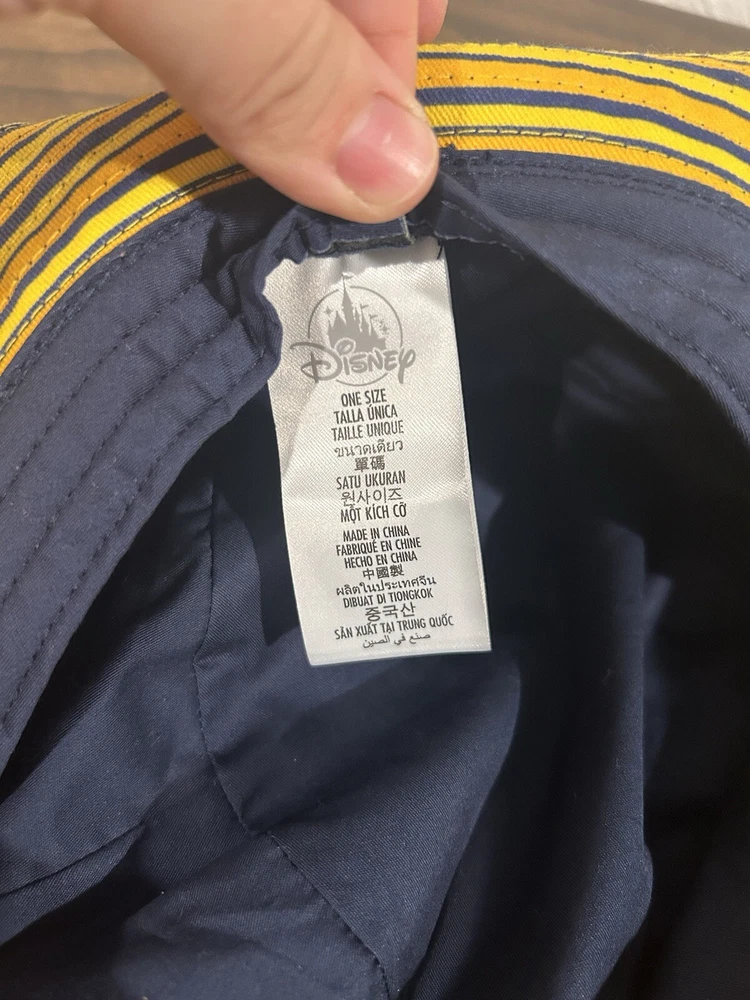 Disney
ONE SIZE
TALLA ÚNICA
TAILLE UNIQUE
ขนาดเดียว
單碼
SATU UKURAN
원사이즈
MỘT KÍCH CỠ
MADE IN CHINA
FABRIQUÉ EN CHINE
HECHO EN CHINA
中國製
ผลิตในประเทศจีน
DIBUAT DI TIONGKOK
중국산
SẢN XUẤT TẠI TRUNG QUỐC
صنع في الصين